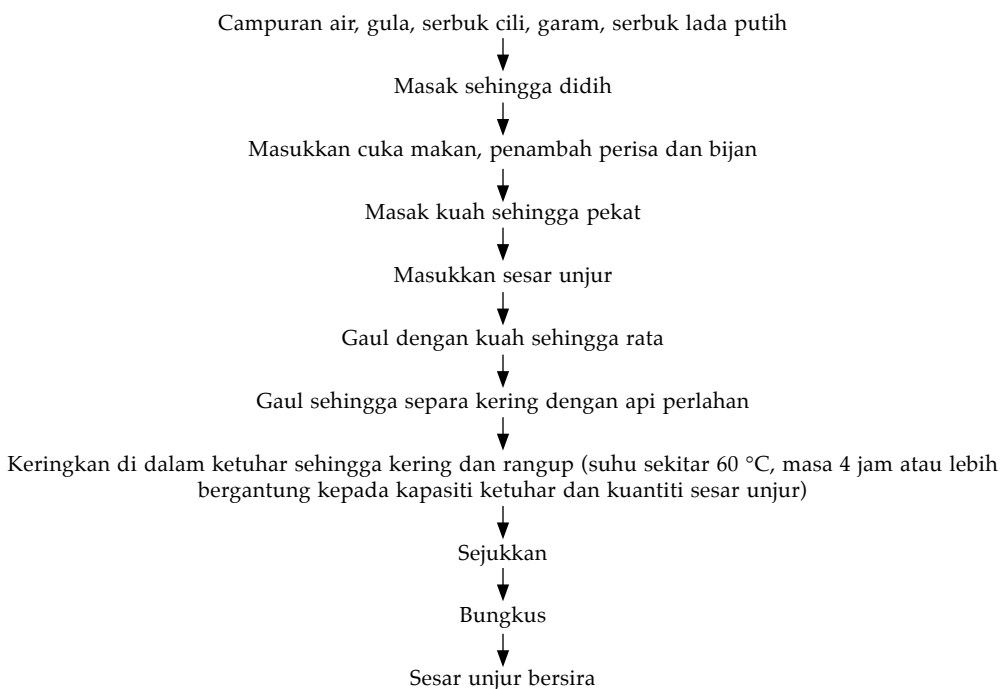 Campuran air, gula, serbuk cili, garam, serbuk lada putih
Masak sehingga didih
Masukkan cuka makan, penambah perisa dan bijan
Masak kuah sehingga pekat
Masukkan sesar unjur
Gaul dengan kuah sehingga rata
Gaul sehingga separa kering dengan api perlahan
Keringkan di dalam ketuhar sehingga kering dan rangup (suhu sekitar 60 °C, masa 4 jam atau lebih
bergantung kepada kapasiti ketuhar dan kuantiti sesar unjur)
Sejukkan
Bungkus
Sesar unjur bersira